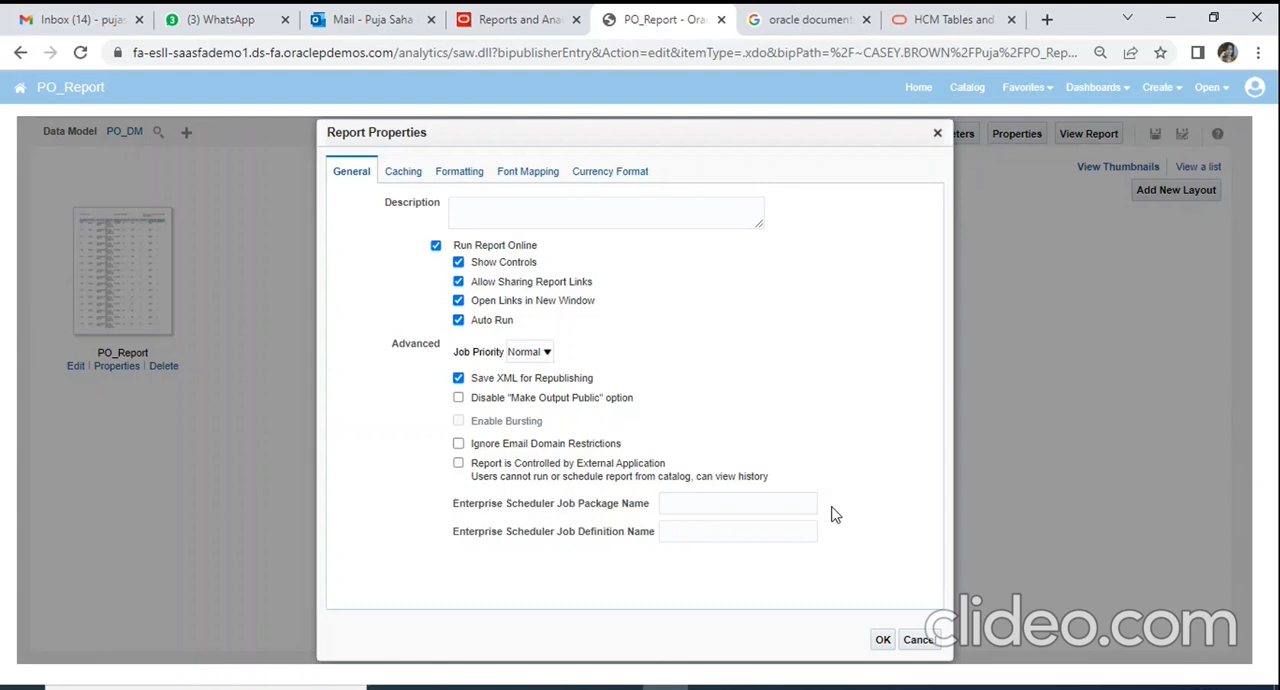 Inbox (14) - pujas
(3) WhatsApp
Mail - Puja Saha
Reports and Anal
PO_Report - Orac
oracle document
HCM Tables and
fa-esll-saasfademo1.ds-fa.oraclepdemos.com/analytics/saw.dll?bipublisherEntry&Action=edit&itemType=.xdo&bipPath=%2F~CASEY.BROWN%2FPuja%2FPO_Rep...
PO_Report
Home Catalog Favorites Dashboards Create Open
Data Model PO_DM
Report Properties
ters Properties View Report
View Thumbnails View a list
Add New Layout
General Caching Formatting Font Mapping Currency Format
Description
Run Report Online
Show Controls
Allow Sharing Report Links
Open Links in New Window
Auto Run
Advanced
Job Priority Normal
Save XML for Republishing
Disable "Make Output Public" option
Enable Bursting
Ignore Email Domain Restrictions
Report is Controlled by External Application
Users cannot run or schedule report from catalog, can view history
Enterprise Scheduler Job Package Name
Enterprise Scheduler Job Definition Name
PO_Report
Edit | Properties | Delete
OK Cancel
clideo.com